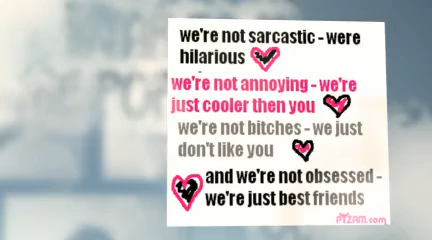 we're not sarcastic - were
hilarious
we're not annoying - we're
just cooler then you
we're not bitches - we just
don't like you
and we're not obsessed -
we're just best friends
PYZAM.com